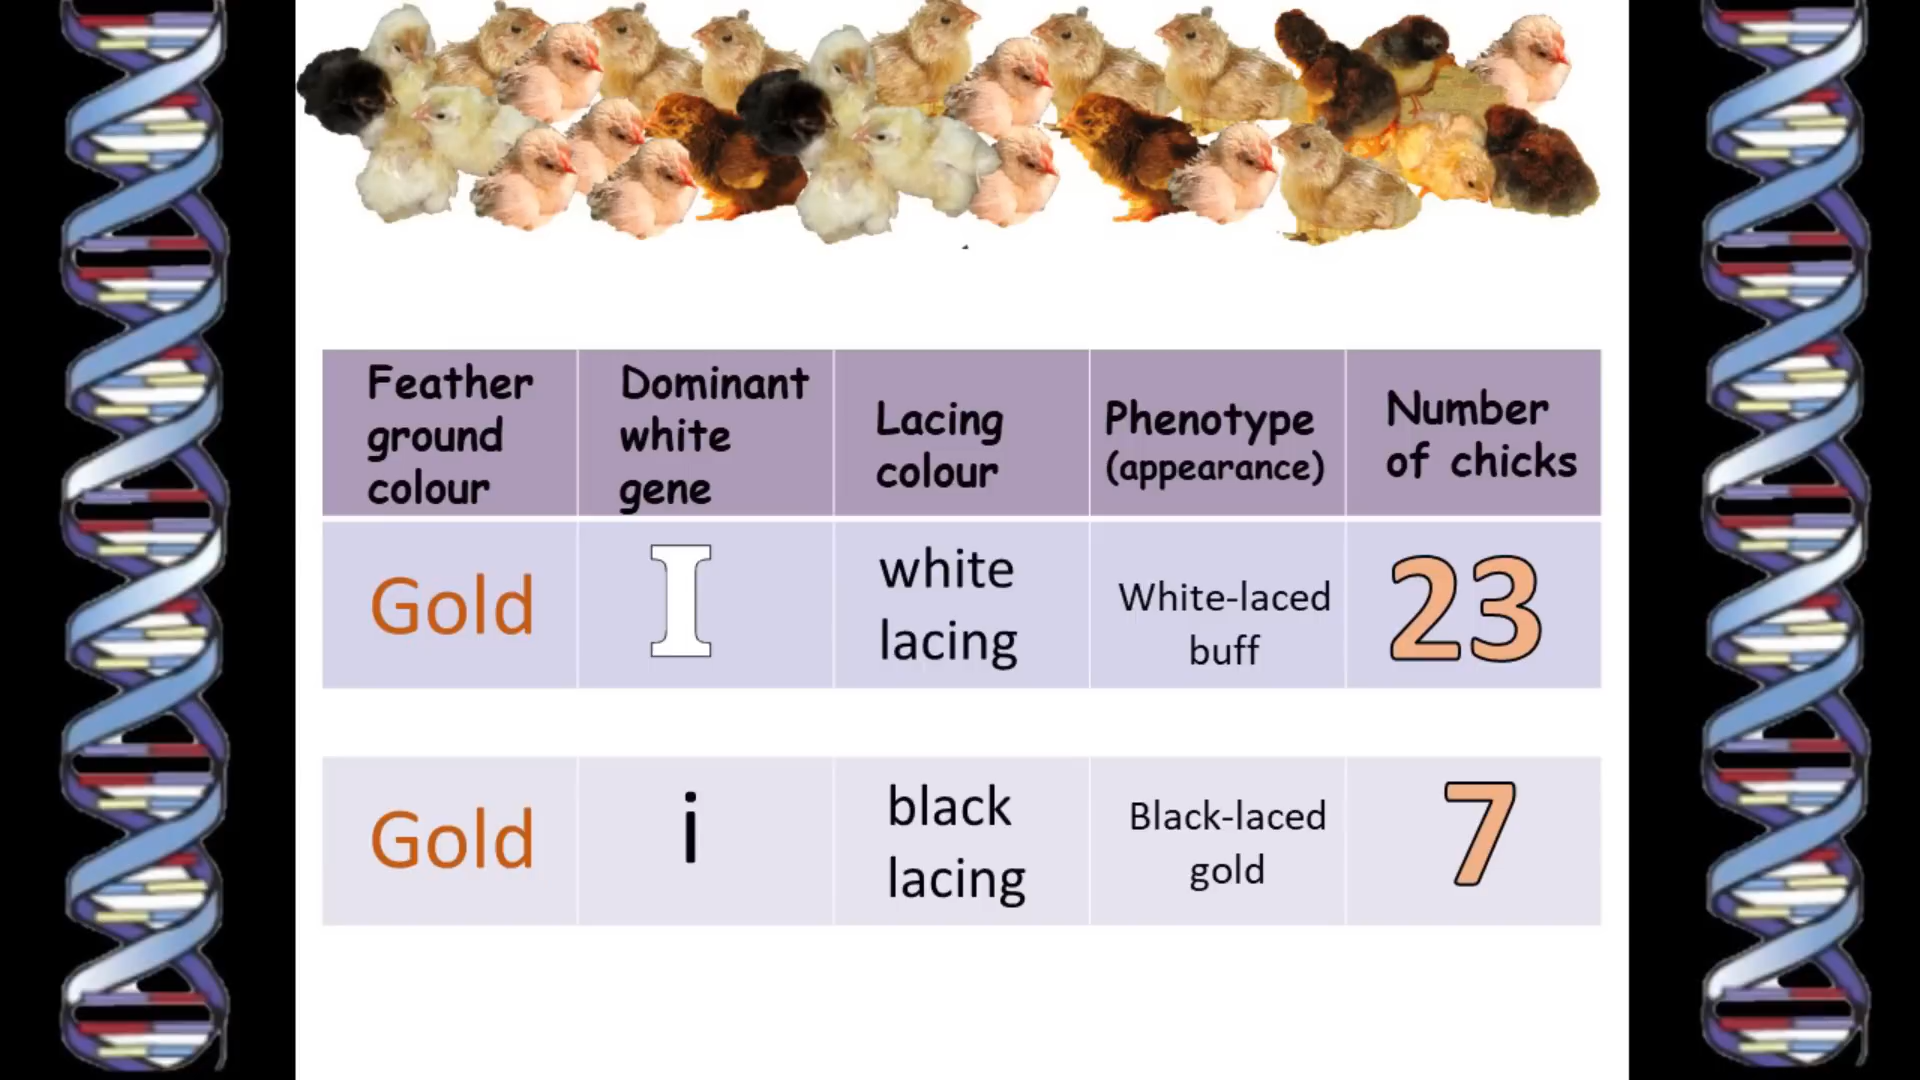 Feather
ground
colour
Dominant
white
gene
Lacing
colour
Phenotype
(appearance)
Number
of chicks
Gold
I
white
lacing
White-laced
buff
23
Gold
i
black
lacing
Black-laced
gold
7